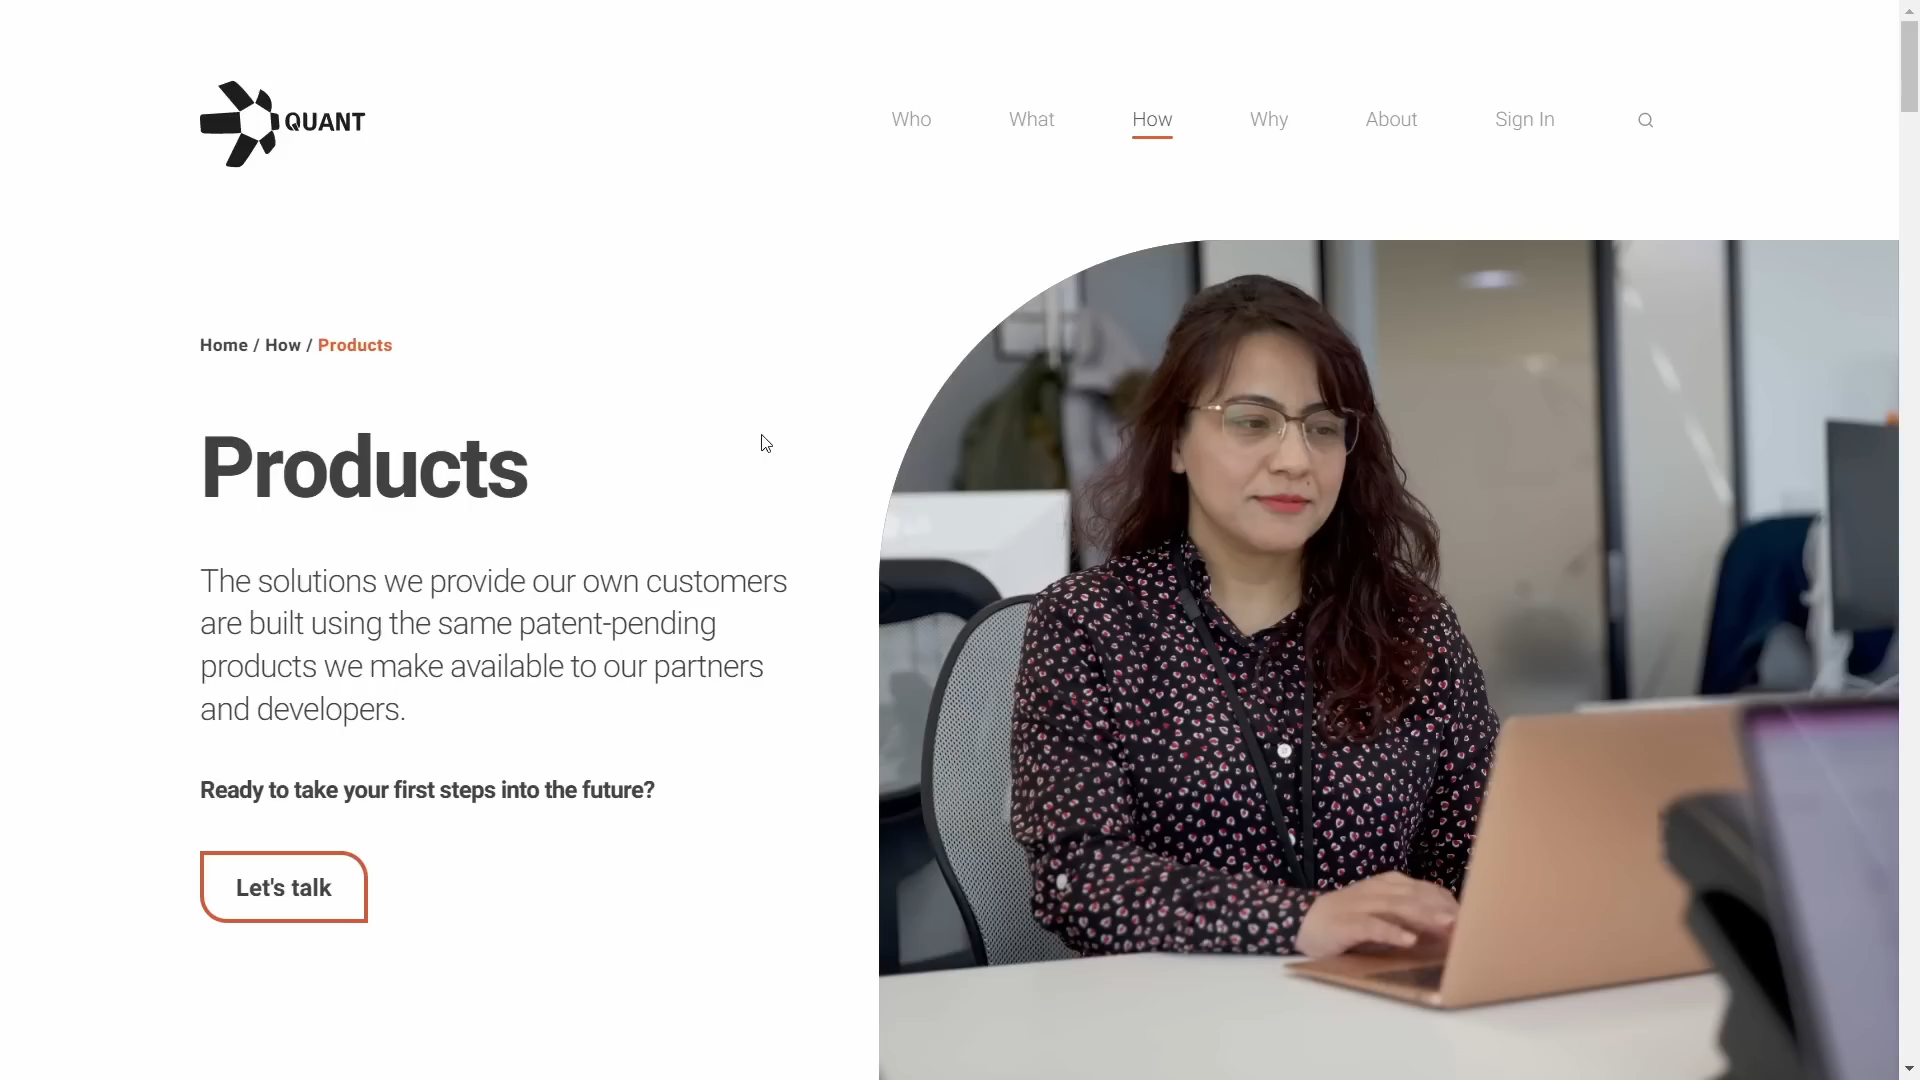 QUANT
Who What How Why About Sign In
Home / How / Products
Products
The solutions we provide our own customers
are built using the same patent-pending
products we make available to our partners
and developers.
Ready to take your first steps into the future?
Let's talk